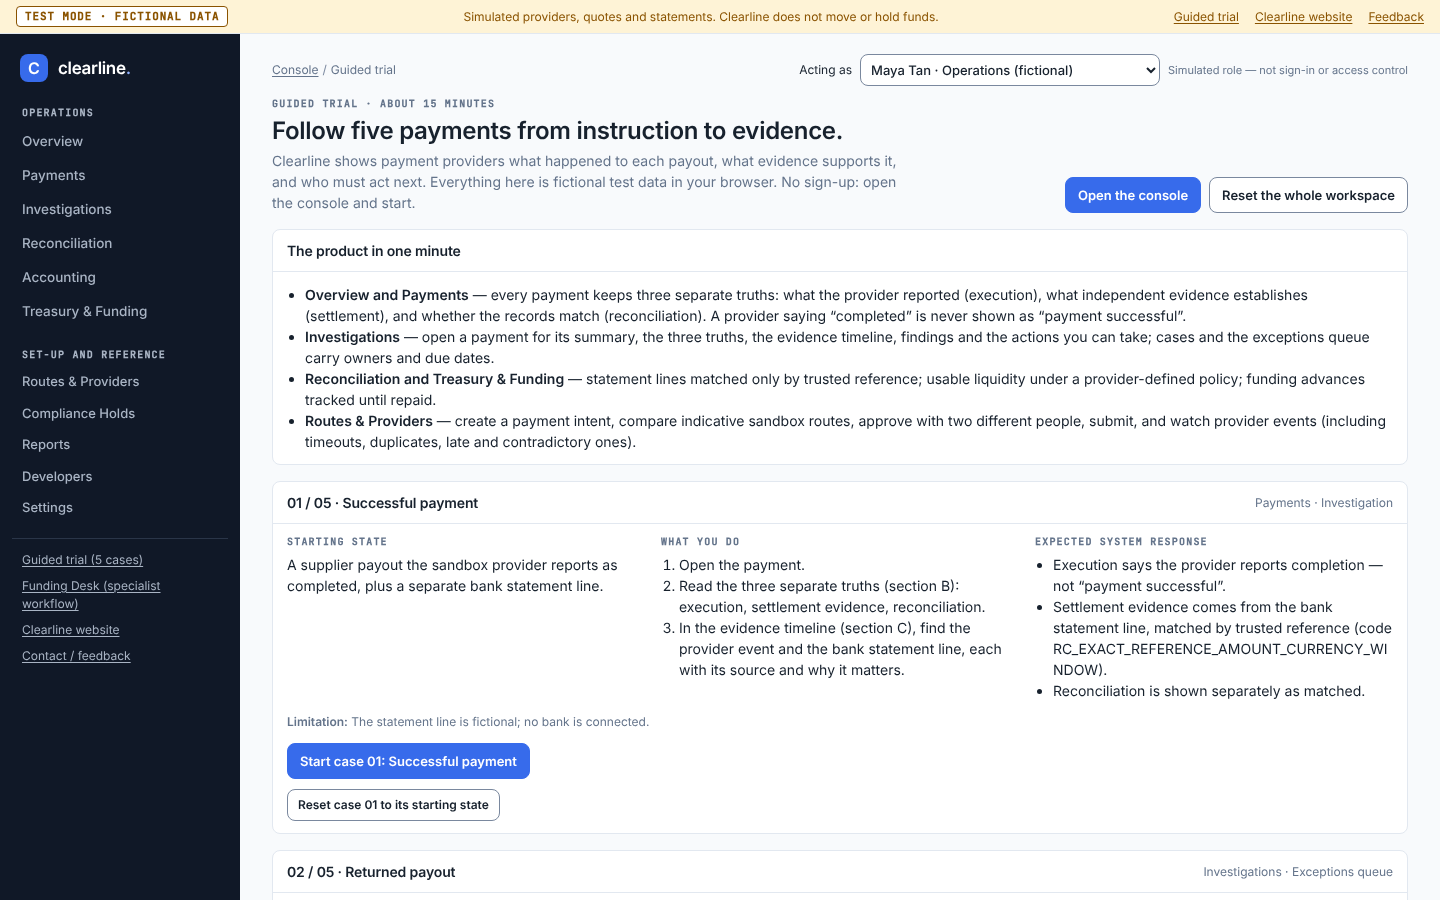 TEST MODE · FICTIONAL DATA
Simulated providers, quotes and statements. Clearline does not move or hold funds.
Guided trial
Clearline website
Feedback
C
clearline.
OPERATIONS
Overview
Payments
Investigations
Reconciliation
Accounting
Treasury & Funding
SET-UP AND REFERENCE
Routes & Providers
Compliance Holds
Reports
Developers
Settings
Guided trial (5 cases)
Funding Desk (specialist
workflow)
Clearline website
Contact / feedback
Console / Guided trial
Acting as
Maya Tan · Operations (fictional)
Simulated role — not sign-in or access control
GUIDED TRIAL · ABOUT 15 MINUTES
Follow five payments from instruction to evidence.
Clearline shows payment providers what happened to each payout, what evidence supports it,
and who must act next. Everything here is fictional test data in your browser. No sign-up: open
the console and start.
Open the console
Reset the whole workspace
The product in one minute
• Overview and Payments — every payment keeps three separate truths: what the provider reported (execution), what independent evidence establishes
(settlement), and whether the records match (reconciliation). A provider saying “completed” is never shown as “payment successful”.
• Investigations — open a payment for its summary, the three truths, the evidence timeline, findings and the actions you can take; cases and the exceptions queue
carry owners and due dates.
• Reconciliation and Treasury & Funding — statement lines matched only by trusted reference; usable liquidity under a provider-defined policy; funding advances
tracked until repaid.
• Routes & Providers — create a payment intent, compare indicative sandbox routes, approve with two different people, submit, and watch provider events (including
timeouts, duplicates, late and contradictory ones).
01 / 05 · Successful payment
Payments · Investigation
STARTING STATE
A supplier payout the sandbox provider reports as
completed, plus a separate bank statement line.
WHAT YOU DO
1. Open the payment.
2. Read the three separate truths (section B):
execution, settlement evidence, reconciliation.
3. In the evidence timeline (section C), find the
provider event and the bank statement line, each
with its source and why it matters.
EXPECTED SYSTEM RESPONSE
• Execution says the provider reports completion —
not “payment successful”.
• Settlement evidence comes from the bank
statement line, matched by trusted reference (code
RC_EXACT_REFERENCE_AMOUNT_CURRENCY_WI
NDOW).
• Reconciliation is shown separately as matched.
Limitation: The statement line is fictional; no bank is connected.
Start case 01: Successful payment
Reset case 01 to its starting state
02 / 05 · Returned payout
Investigations · Exceptions queue